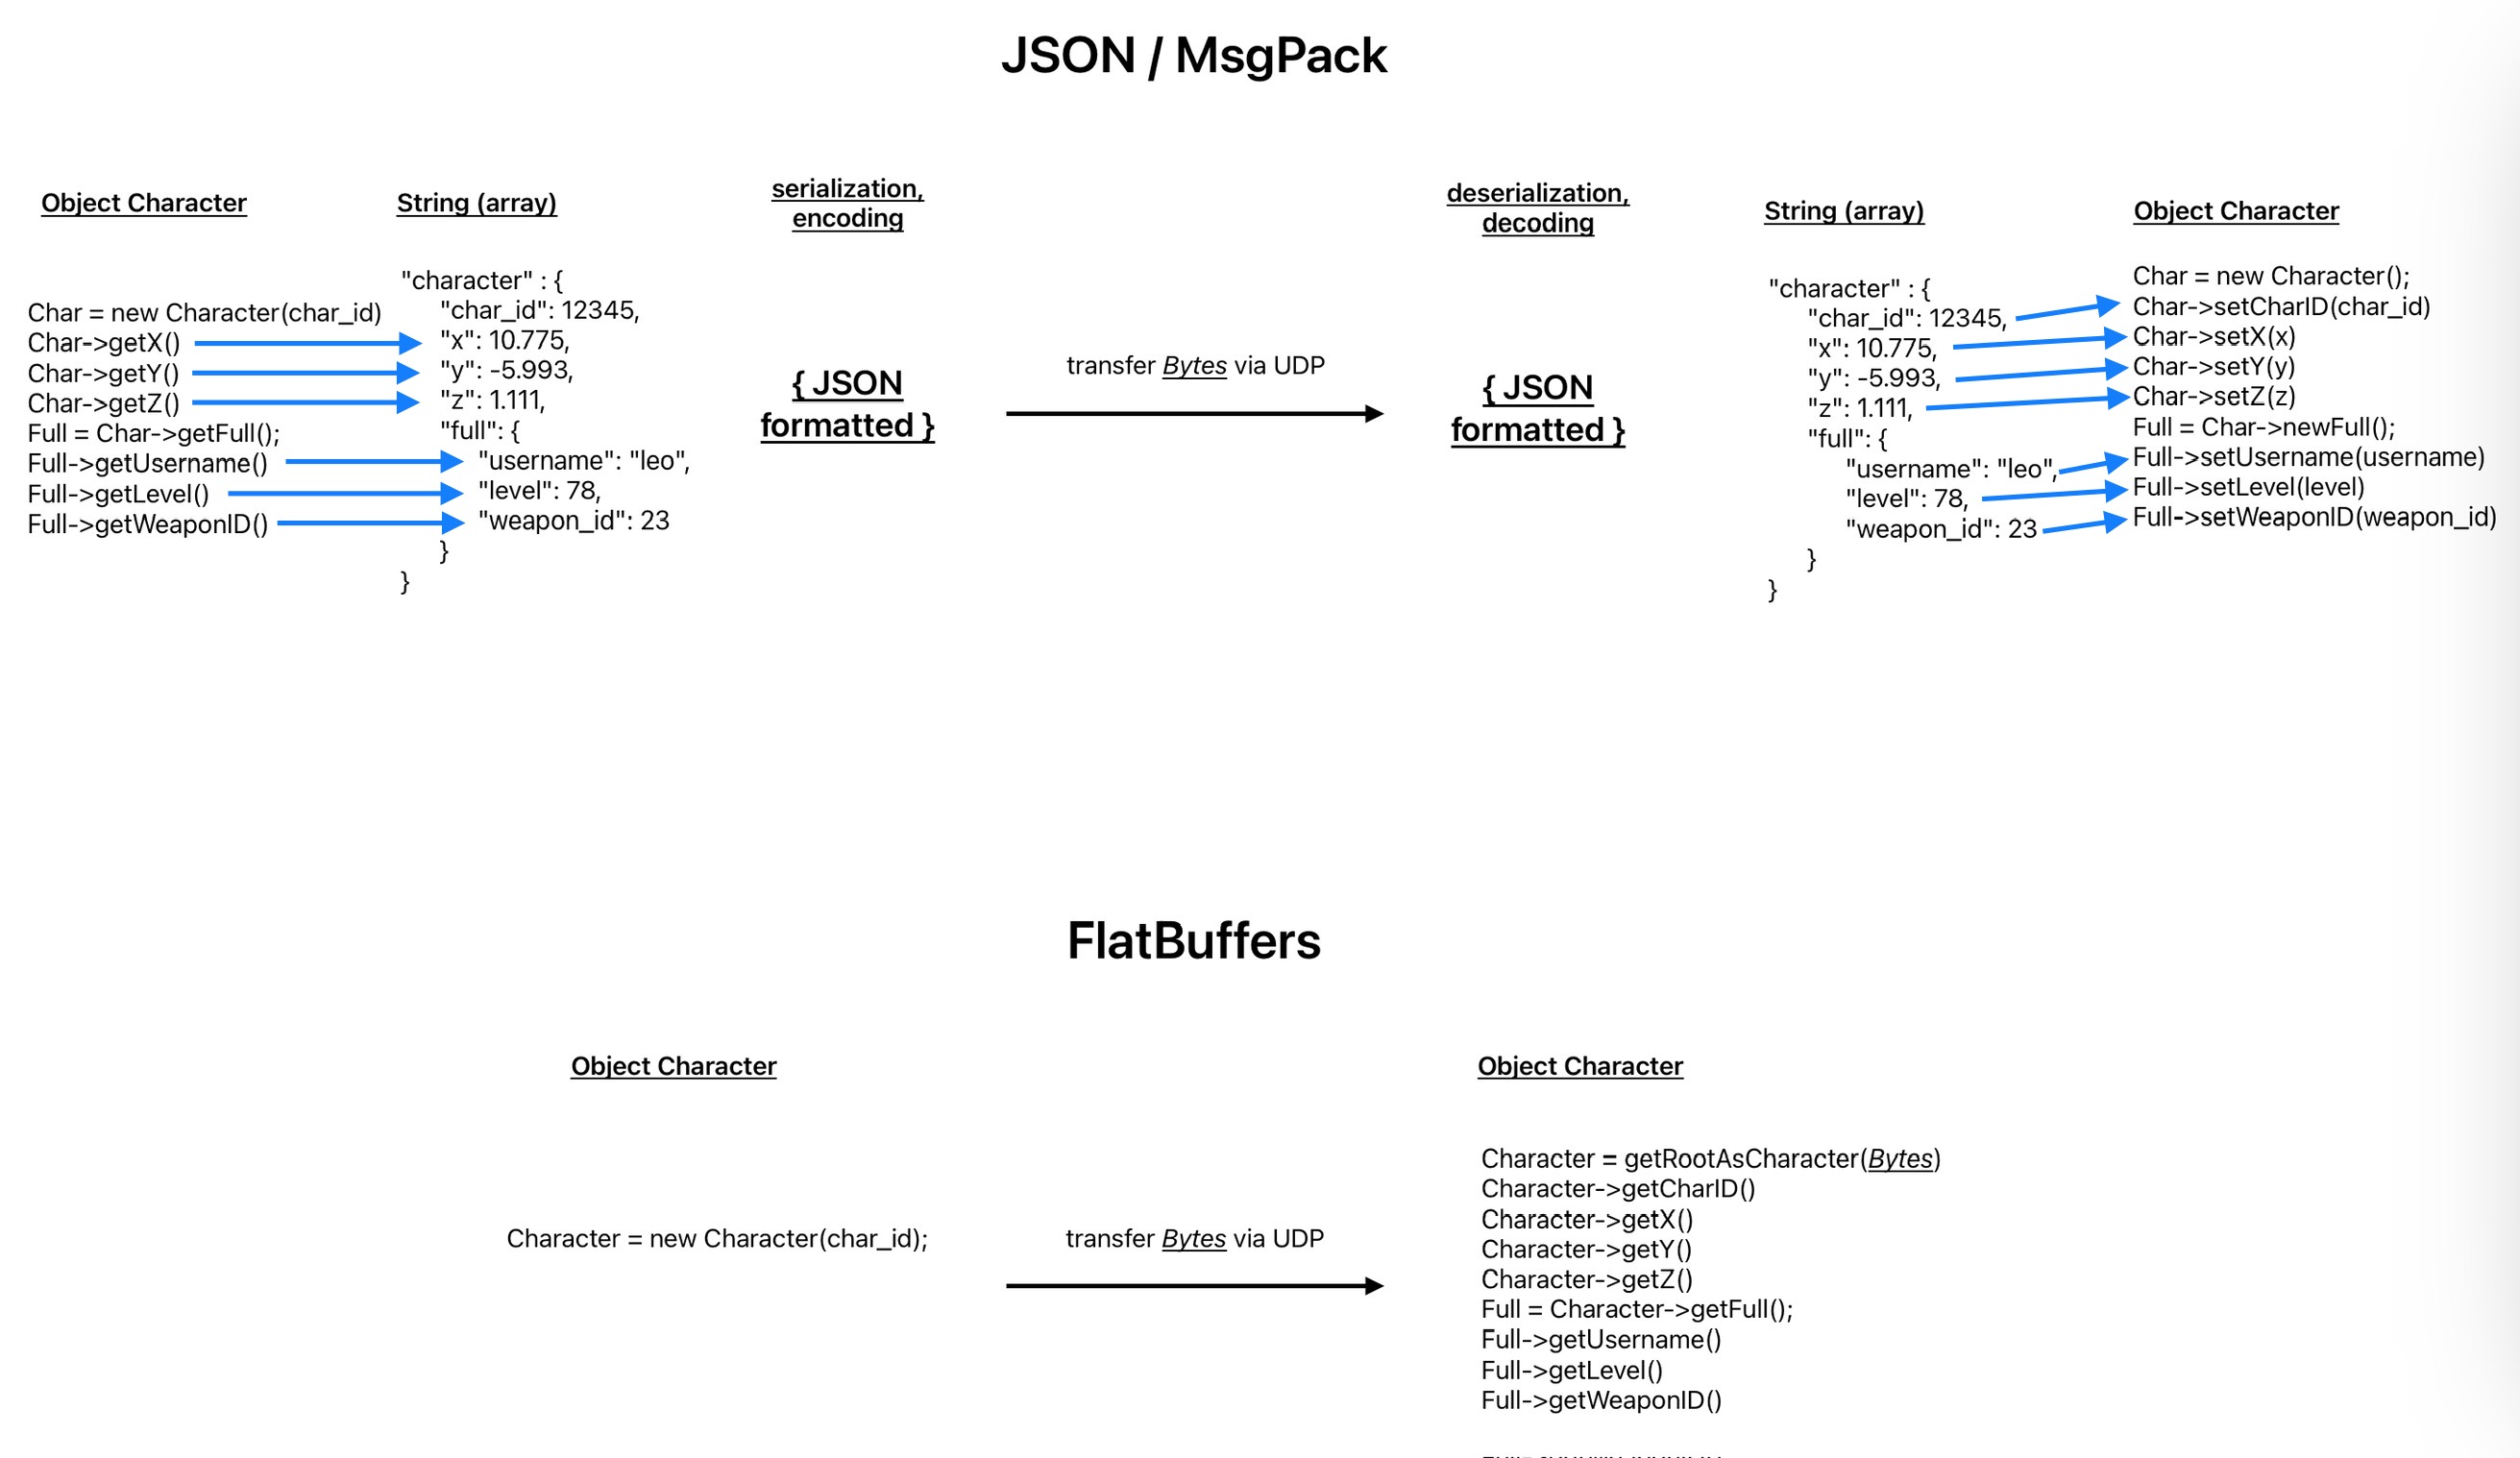 JSON / MsgPack
Object Character
Char = new Character(char_id)
Char->getX()
Char->getY()
Char->getZ()
Full = Char->getFull();
Full->getUsername()
Full->getLevel()
Full->getWeaponID()
String (array)
"character" : {
"char_id": 12345,
"x": 10.775,
"y": -5.993,
"z": 1.111,
"full": {
"username": "leo",
"level": 78,
"weapon_id": 23
}
}
serialization,
encoding
{ JSON
formatted }
transfer Bytes via UDP
deserialization,
decoding
{ JSON
formatted }
String (array)
"character" : {
"char_id": 12345,
"x": 10.775,
"y": -5.993,
"z": 1.111,
"full": {
"username": "leo",
"level": 78,
"weapon_id": 23
}
}
Object Character
Char = new Character();
Char->setCharID(char_id)
Char->setX(x)
Char->setY(y)
Char->setZ(z)
Full = Char->newFull();
Full->setUsername(username)
Full->setLevel(level)
Full->setWeaponID(weapon_id)
FlatBuffers
Object Character
Character = new Character(char_id);
transfer Bytes via UDP
Object Character
Character = getRootAsCharacter(Bytes)
Character->getCharID()
Character->getX()
Character->getY()
Character->getZ()
Full = Character->getFull();
Full->getUsername()
Full->getLevel()
Full->getWeaponID()